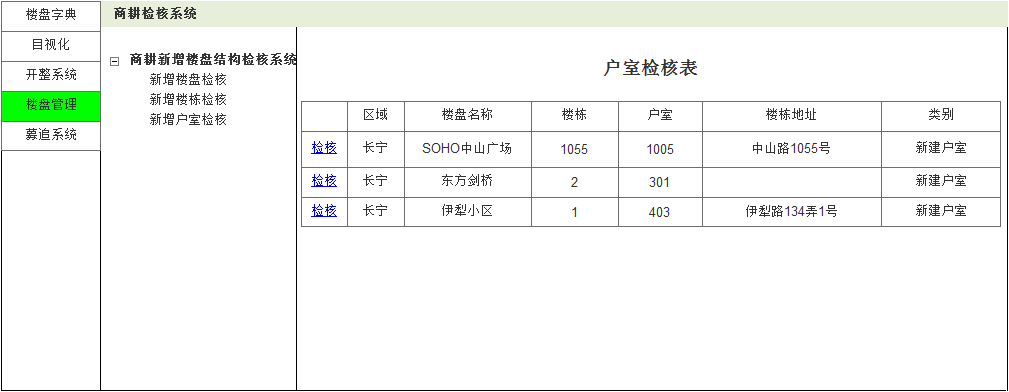 楼盘字典
目视化
开整系统
楼盘管理
募追系统
商耕检核系统
商耕新增楼盘结构检核系统
新增楼盘检核
新增楼栋检核
新增户室检核
户室检核表
区域 楼盘名称 楼栋 户室 楼栋地址 类别
检核 长宁 SOHO中山广场 1055 1005 中山路1055号 新建户室
检核 长宁 东方剑桥 2 301 新建户室
检核 长宁 伊犁小区 1 403 伊犁路134弄1号 新建户室